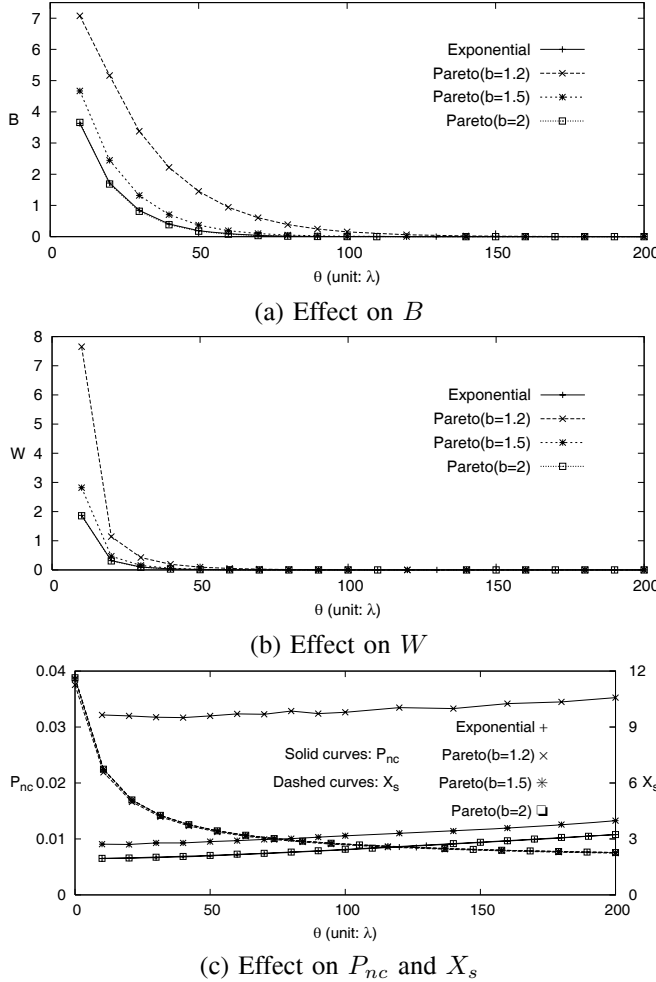 7
6
5
4
B
3
2
1
0
0 50 100 150 200
θ (unit: λ)
Exponential
Pareto(b=1.2)
Pareto(b=1.5)
Pareto(b=2)
(a) Effect on B
8
7
6
5
4
W
3
2
1
0
0 50 100 150 200
θ (unit: λ)
Exponential
Pareto(b=1.2)
Pareto(b=1.5)
Pareto(b=2)
(b) Effect on W
0.04 12
0.03 9
P_nc 0.02 6 X_s
0.01 3
0 0
0 50 100 150 200
θ (unit: λ)
Exponential
Solid curves: P_nc Pareto(b=1.2)
Dashed curves: X_s Pareto(b=1.5)
Pareto(b=2)
(c) Effect on P_nc and X_s